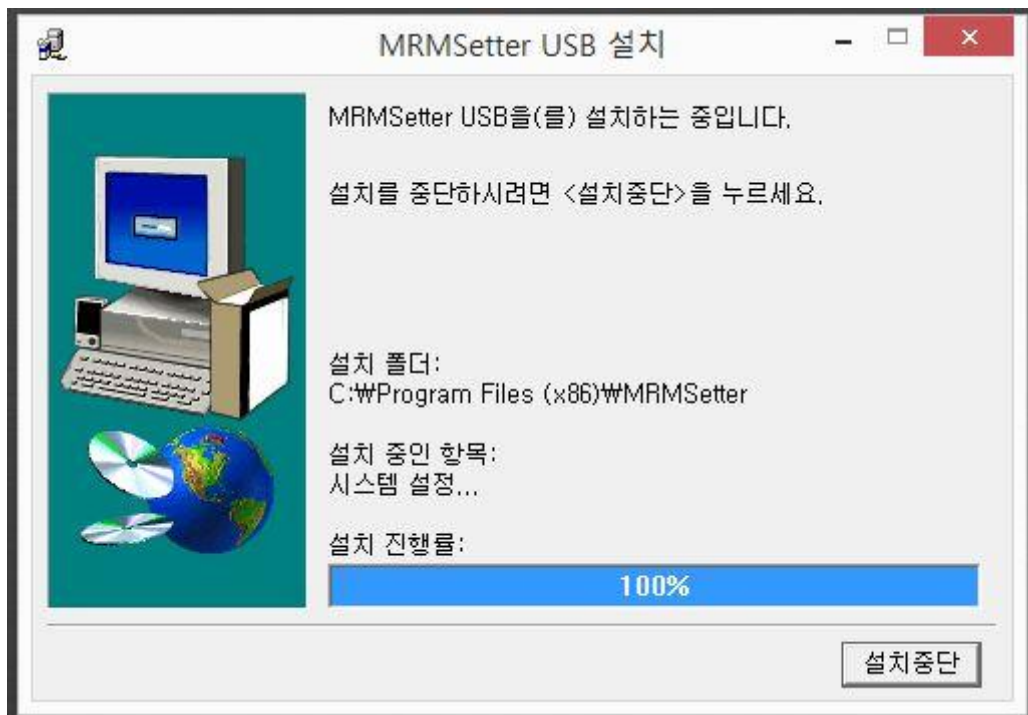 MRMSetter USB 설치
MRMSetter USB을(를) 설치하는 중입니다.
설치를 중단하시려면 <설치중단>을 누르세요.
설치 폴더:
C:₩Program Files (x86)₩MRMSetter
설치 중인 항목:
시스템 설정...
설치 진행률:
100%
설치중단